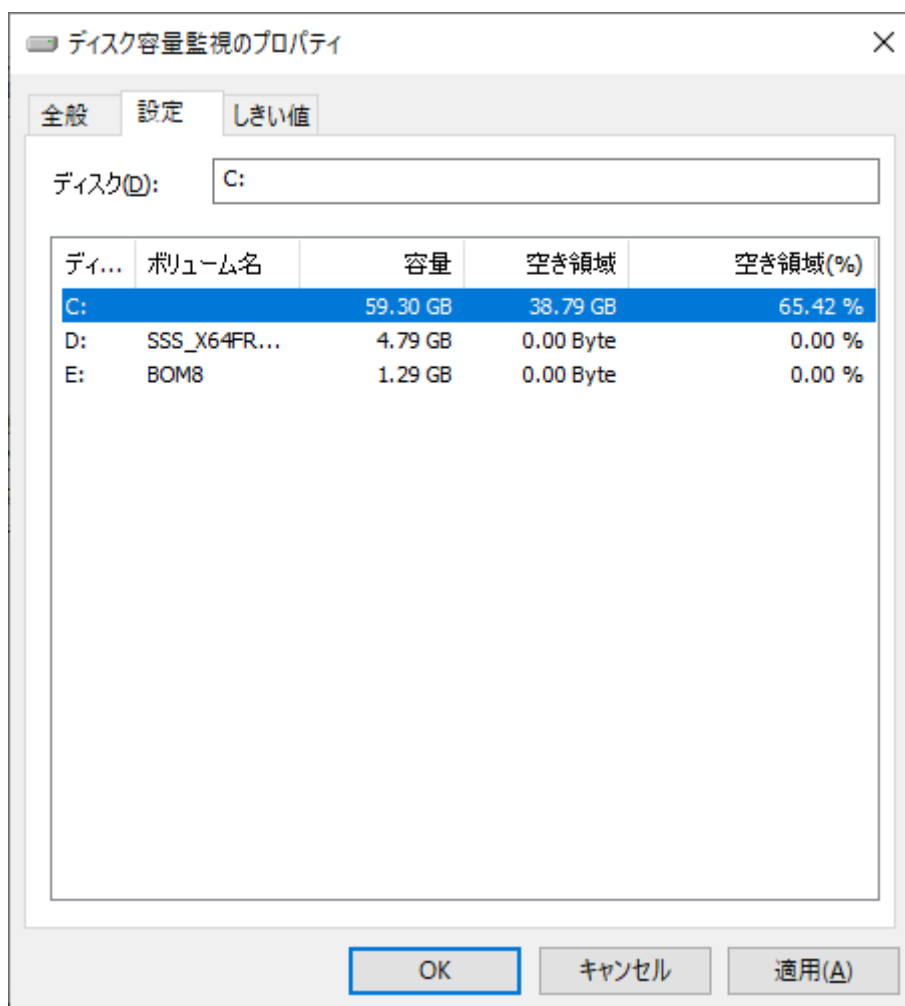 ディスク容量監視のプロパティ
全般 設定 しきい値
ディスク(D): C:
ディ... ボリューム名 容量 空き領域 空き領域(%)
C: 59.30 GB 38.79 GB 65.42 %
D: SSS_X64FR... 4.79 GB 0.00 Byte 0.00 %
E: BOM8 1.29 GB 0.00 Byte 0.00 %
OK キャンセル 適用(A)